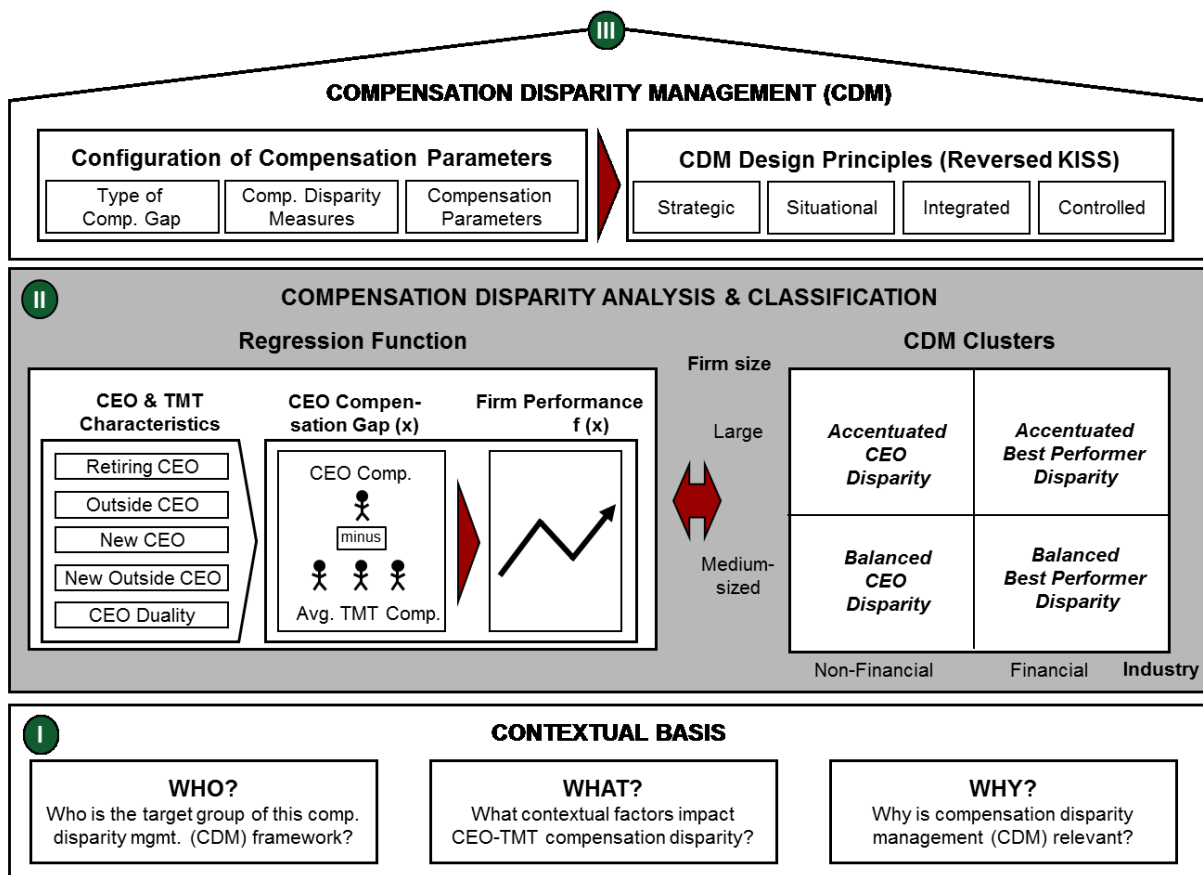 III
COMPENSATION DISPARITY MANAGEMENT (CDM)
Configuration of Compensation Parameters
Type of
Comp. Gap
Comp. Disparity
Measures
Compensation
Parameters
CDM Design Principles (Reversed KISS)
Strategic
Situational
Integrated
Controlled
II
COMPENSATION DISPARITY ANALYSIS & CLASSIFICATION
Regression Function
CEO & TMT
Characteristics
Retiring CEO
Outside CEO
New CEO
New Outside CEO
CEO Duality
CEO Compen-
sation Gap (x)
CEO Comp.
minus
Avg. TMT Comp.
Firm Performance
f (x)
CDM Clusters
Firm size
Large
Accentuated
CEO
Disparity
Accentuated
Best Performer
Disparity
Medium-
sized
Balanced
CEO
Disparity
Balanced
Best Performer
Disparity
Non-Financial
Financial
Industry
I
CONTEXTUAL BASIS
WHO?
Who is the target group of this comp.
disparity mgmt. (CDM) framework?
WHAT?
What contextual factors impact
CEO-TMT compensation disparity?
WHY?
Why is compensation disparity
management (CDM) relevant?